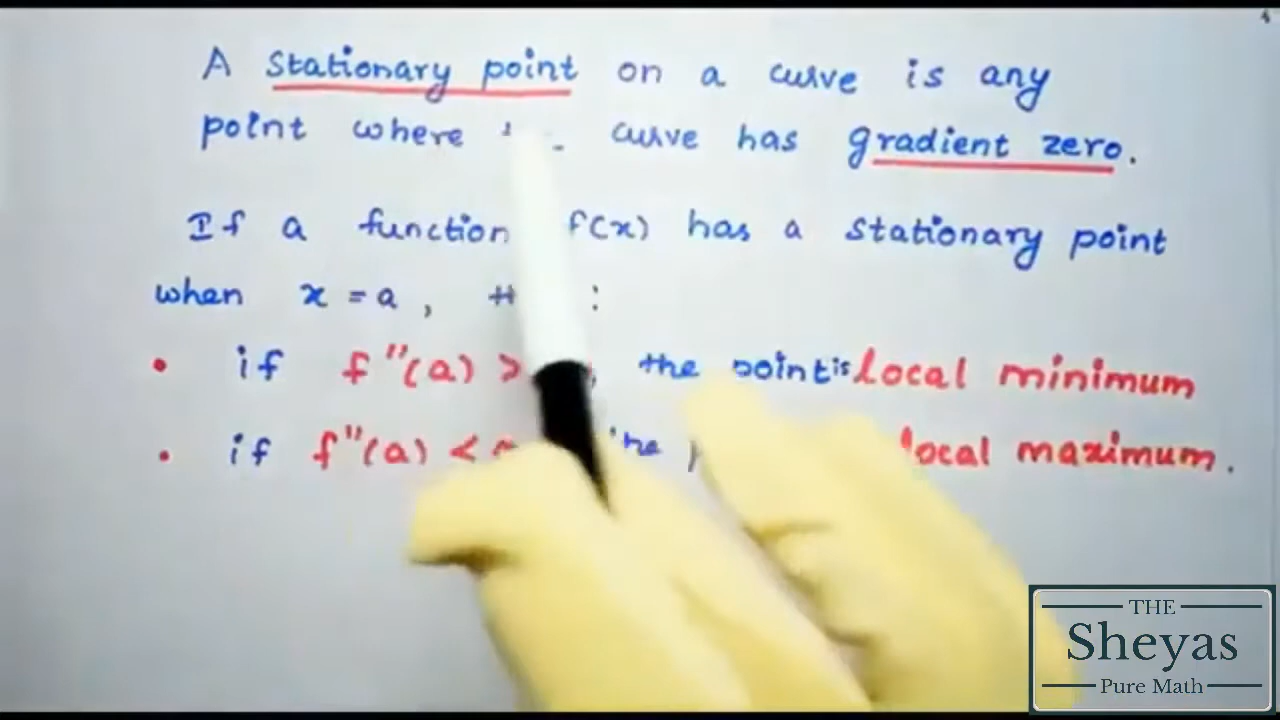 A stationary point on a curve is any
point where curve has gradient zero.
If a function f(x) has a stationary point
when x = a, :
• if f"(a) > , the point is local minimum
• if f"(a) < the local maximum.
THE
Sheyas
Pure Math